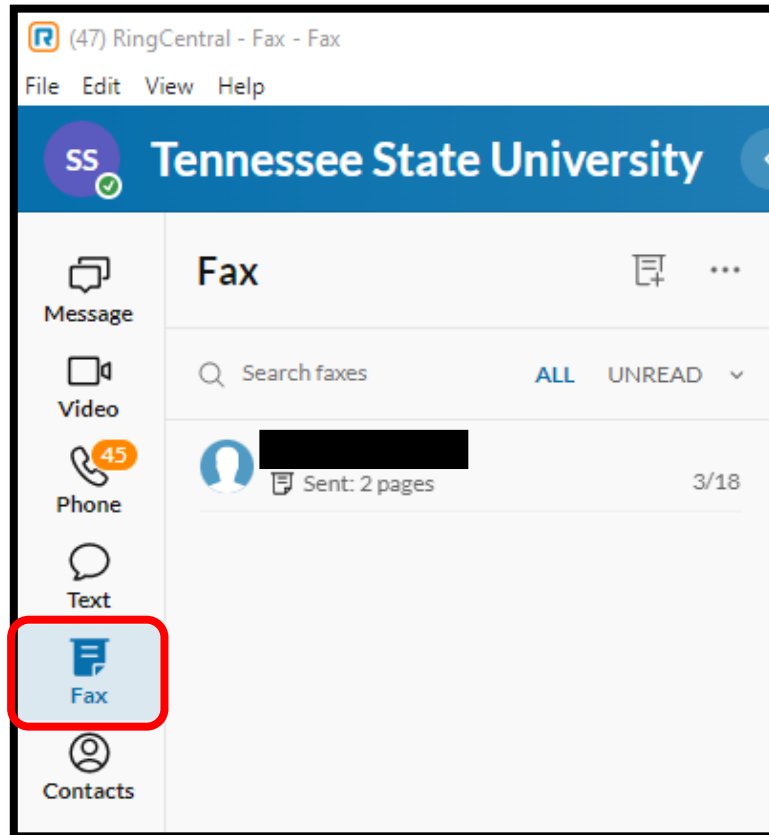 (47) RingCentral - Fax - Fax
File Edit View Help
SS Tennessee State University
Message
Fax
Video
Search faxes ALL UNREAD
45
Phone
Sent: 2 pages 3/18
Text
Fax
Contacts